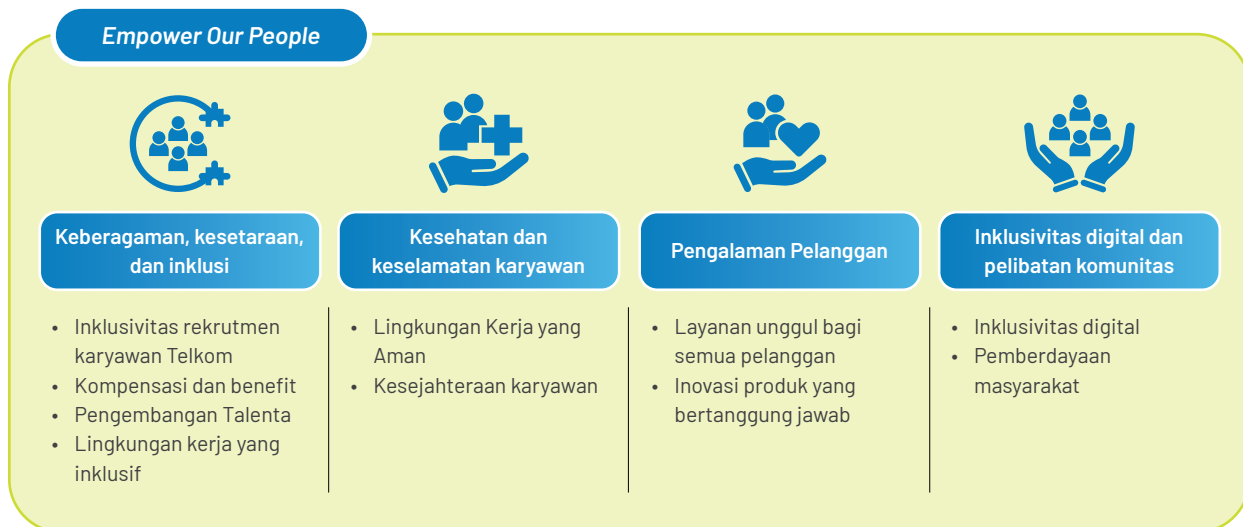 Empower Our People
Keberagaman, kesetaraan,
dan inklusi
• Inklusivitas rekrutmen
karyawan Telkom
• Kompensasi dan benefit
• Pengembangan Talenta
• Lingkungan kerja yang
inklusif
Kesehatan dan
keselamatan karyawan
• Lingkungan Kerja yang
Aman
• Kesejahteraan karyawan
Pengalaman Pelanggan
• Layanan unggul bagi
semua pelanggan
• Inovasi produk yang
bertanggung jawab
Inklusivitas digital dan
pelibatan komunitas
• Inklusivitas digital
• Pemberdayaan
masyarakat